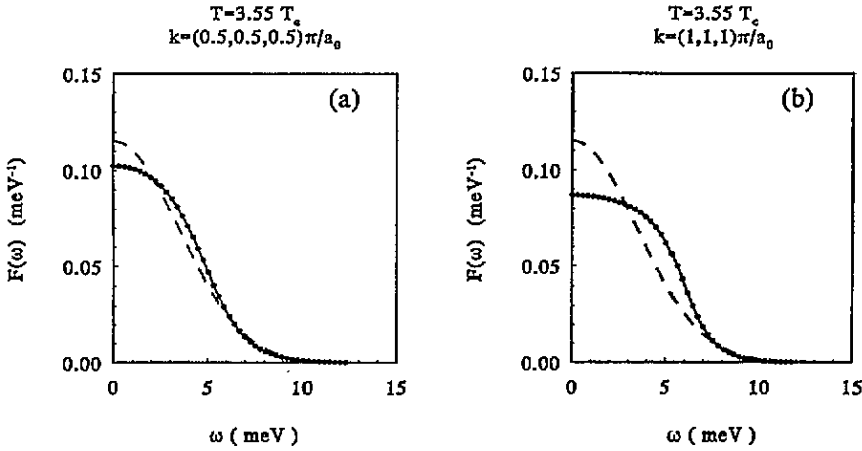 T=3.55 T_c
k=(0.5,0.5,0.5)π/a₀
(a)
0.15
0.10
0.05
0.00
F(ω) (meV⁻¹)
0
5
10
15
ω ( meV )
T=3.55 T_c
k=(1,1,1)π/a₀
(b)
0.15
0.10
0.05
0.00
F(ω) (meV⁻¹)
0
5
10
15
ω ( meV )